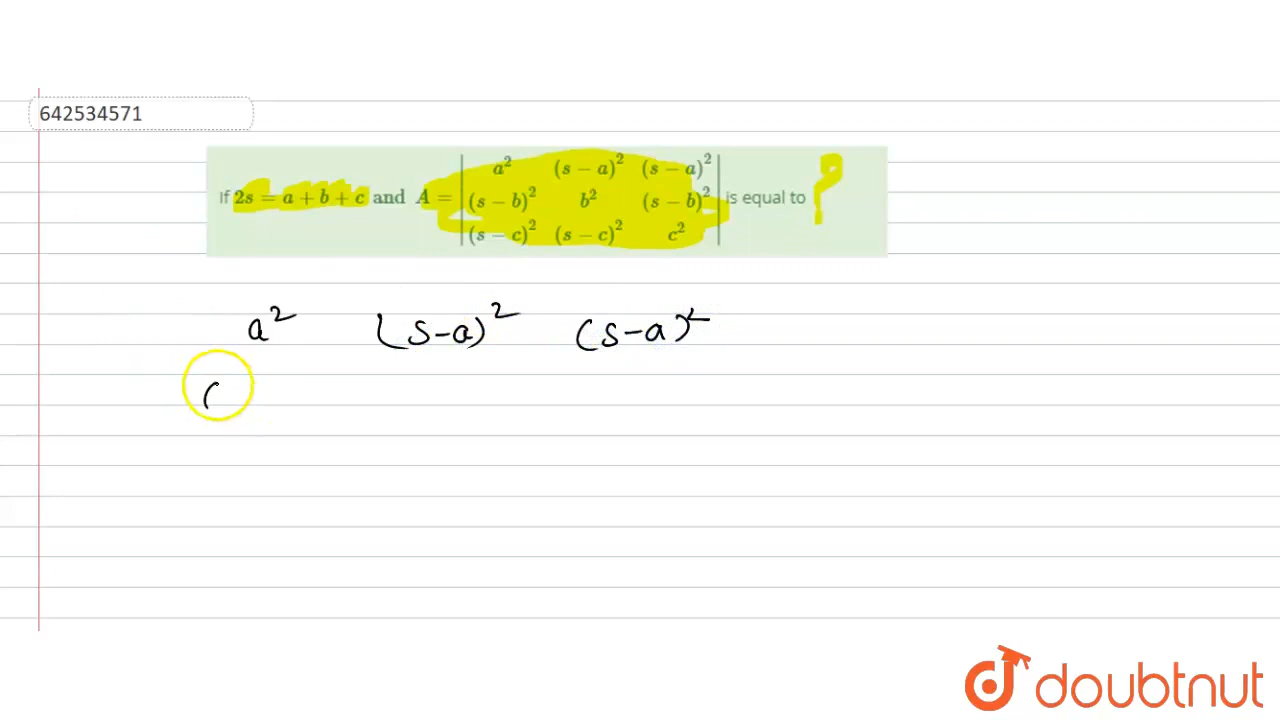 642534571
If 2s = a + b + c and A = | a² (s − a)² (s − a)² |
| (s − b)² b² (s − b)² | is equal to ?
| (s − c)² (s − c)² c² |
a² (s-a)² (s-a)²
(
doubtnut